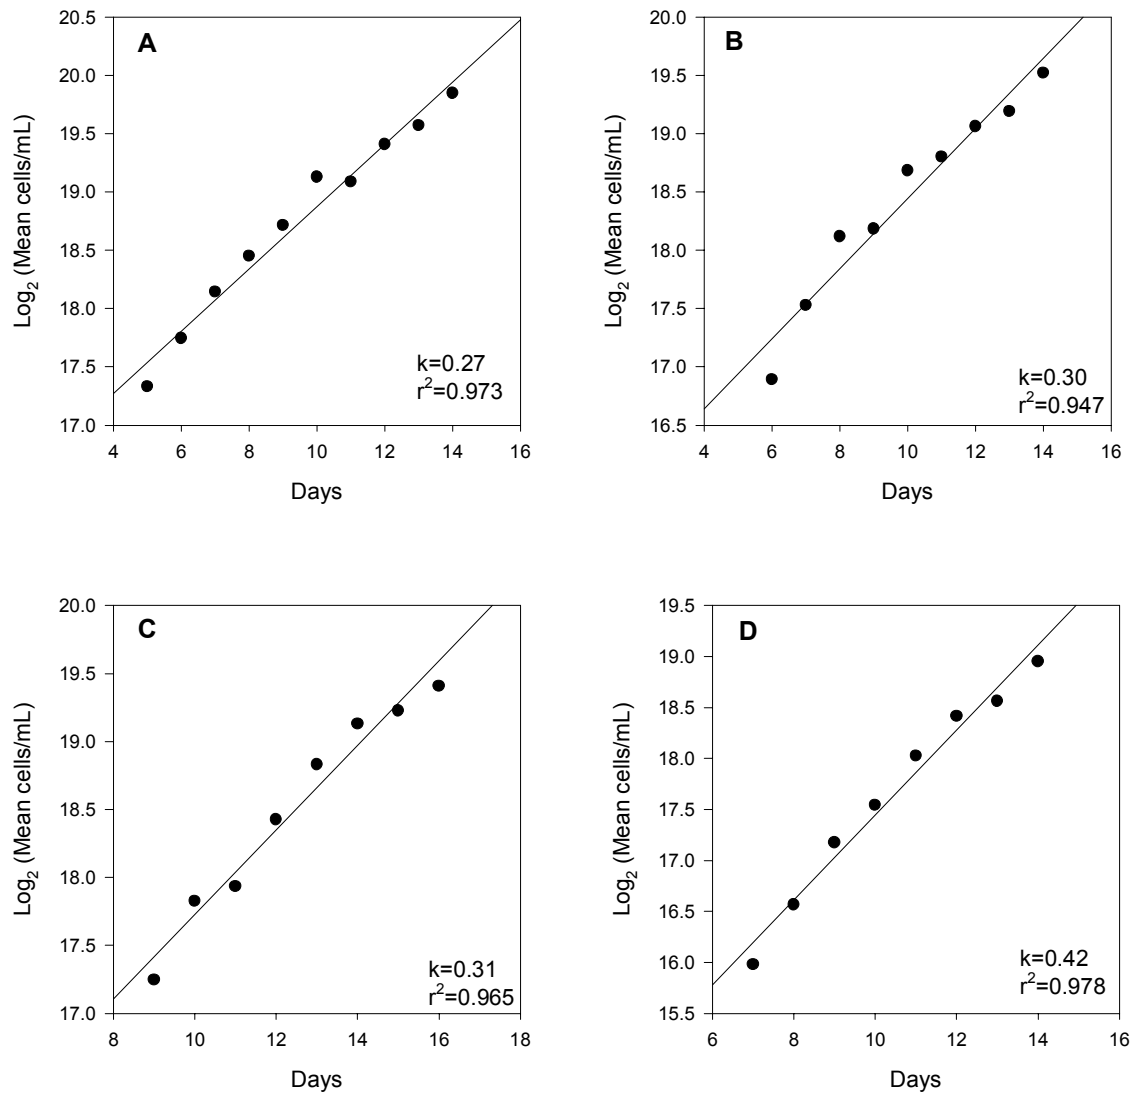 A
20.5
20.0
19.5
19.0
18.5
18.0
17.5
17.0
Log₂ (Mean cells/mL)
k=0.27
r²=0.973
4 6 8 10 12 14 16
Days
B
20.0
19.5
19.0
18.5
18.0
17.5
17.0
16.5
Log₂ (Mean cells/mL)
k=0.30
r²=0.947
4 6 8 10 12 14 16
Days
C
20.0
19.5
19.0
18.5
18.0
17.5
17.0
Log₂ (Mean cells/mL)
k=0.31
r²=0.965
8 10 12 14 16 18
Days
D
19.5
19.0
18.5
18.0
17.5
17.0
16.5
16.0
15.5
Log₂ (Mean cells/mL)
k=0.42
r²=0.978
6 8 10 12 14 16
Days